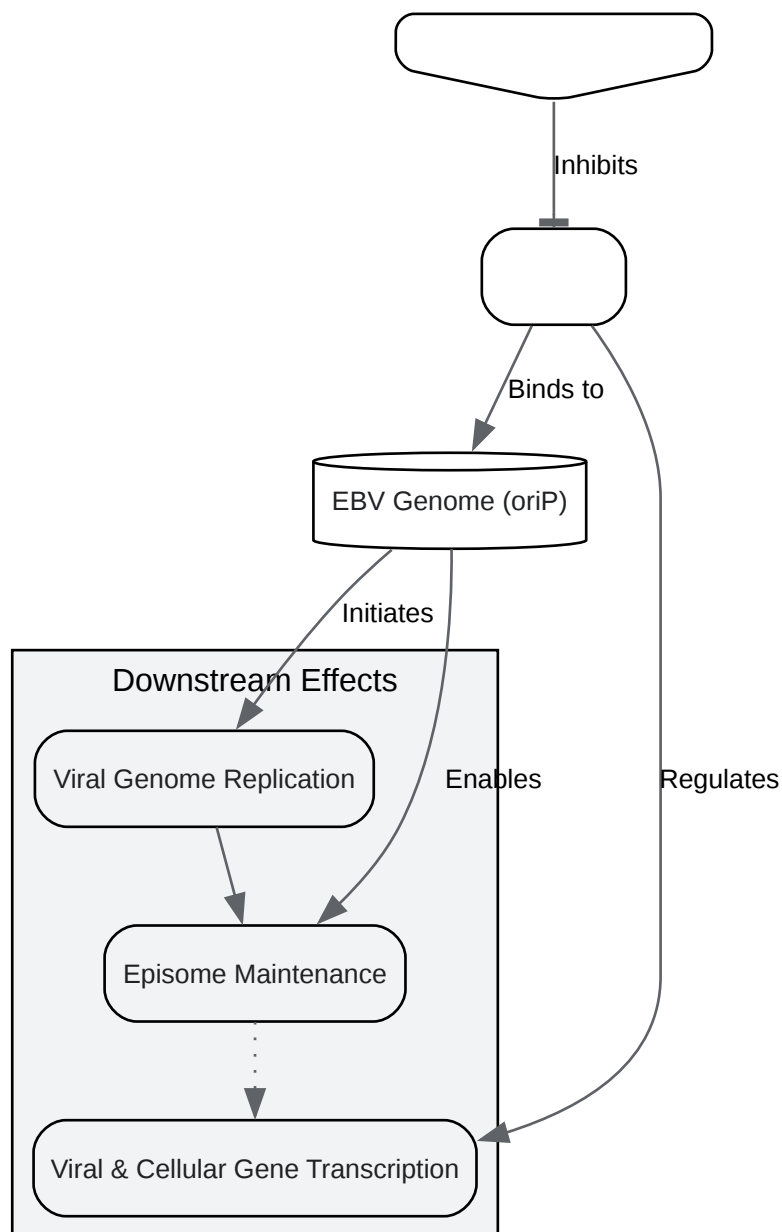 Inhibits
Binds to
EBV Genome (oriP)
Initiates
Downstream Effects
Viral Genome Replication
Enables
Regulates
Episome Maintenance
Viral & Cellular Gene Transcription